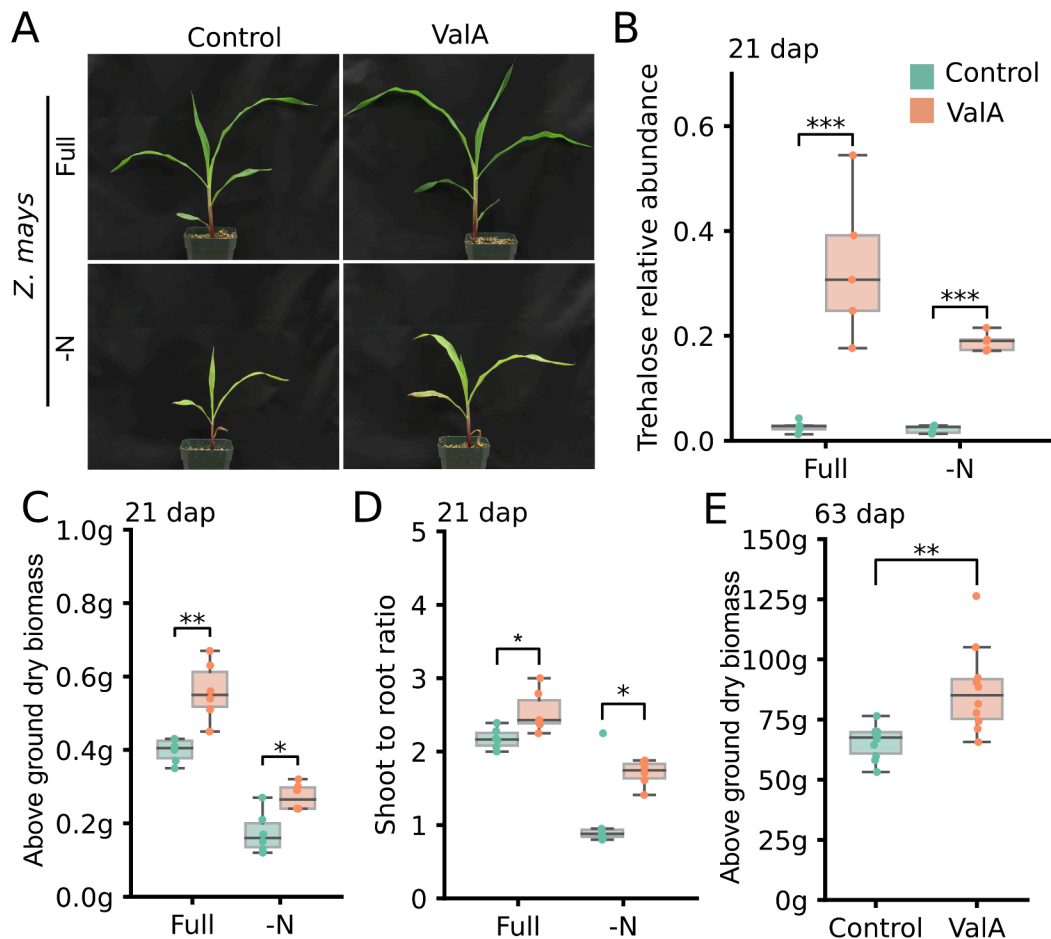 A
Control
ValA
Z. mays
Full
-N
B
21 dap
Control
ValA
Trehalose relative abundance
0.6
0.4
0.2
0.0
***
***
Full
-N
C
21 dap
Above ground dry biomass
1.0g
0.8g
0.6g
0.4g
0.2g
0.0g
**
*
Full
-N
D
21 dap
Shoot to root ratio
5
4
3
2
1
0
*
*
Full
-N
E
63 dap
Above ground dry biomass
150g
125g
100g
75g
50g
25g
0g
**
Control
ValA